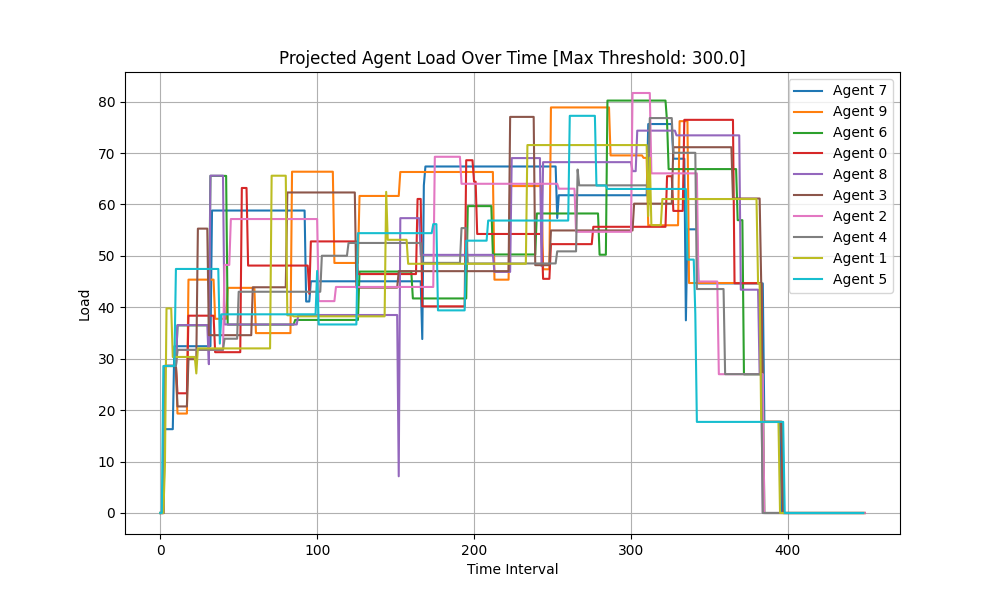 Projected Agent Load Over Time [Max Threshold: 300.0]
Load
80
70
60
50
40
30
20
10
0
0 100 200 300 400
Time Interval
Agent 7
Agent 9
Agent 6
Agent 0
Agent 8
Agent 3
Agent 2
Agent 4
Agent 1
Agent 5